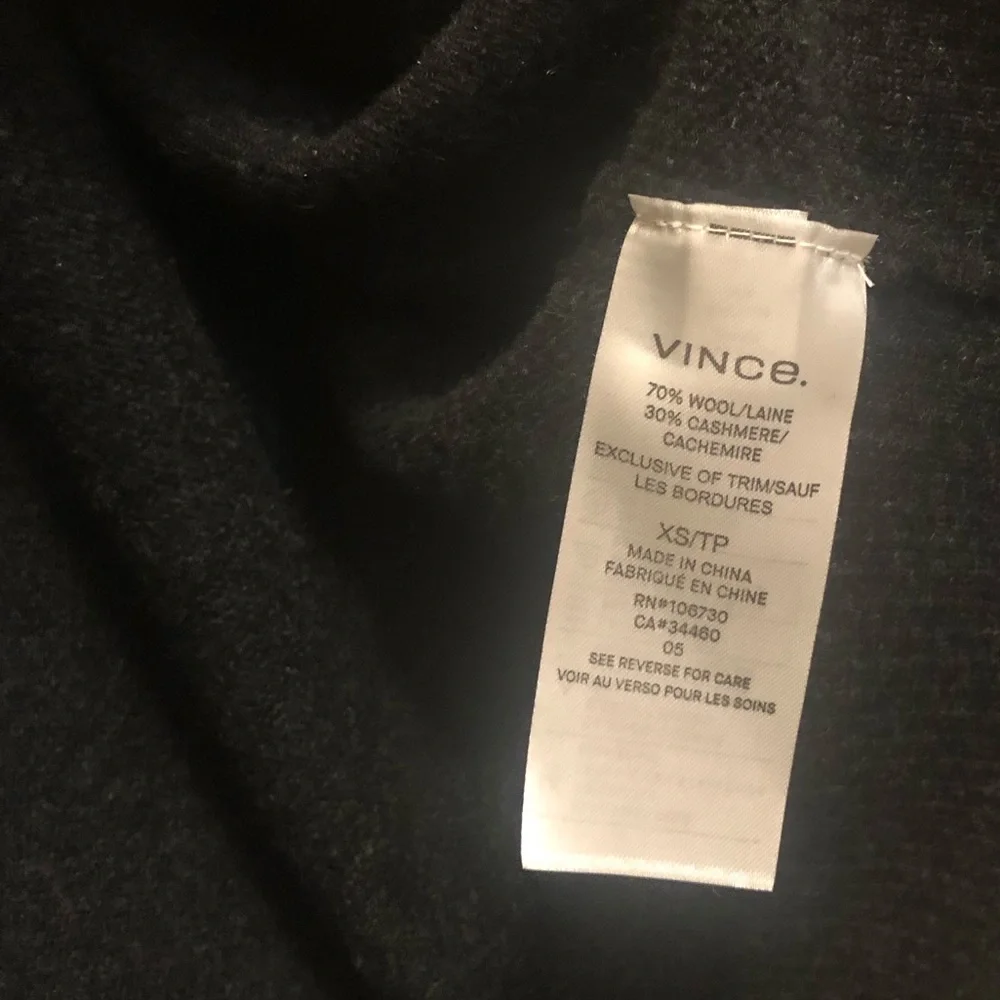 VINCE.
70% WOOL/LAINE
30% CASHMERE/
CACHEMIRE
EXCLUSIVE OF TRIM/SAUF
LES BORDURES
XS/TP
MADE IN CHINA
FABRIQUÉ EN CHINE
RN#106730
CA#34460
05
SEE REVERSE FOR CARE
VOIR AU VERSO POUR LES SOINS